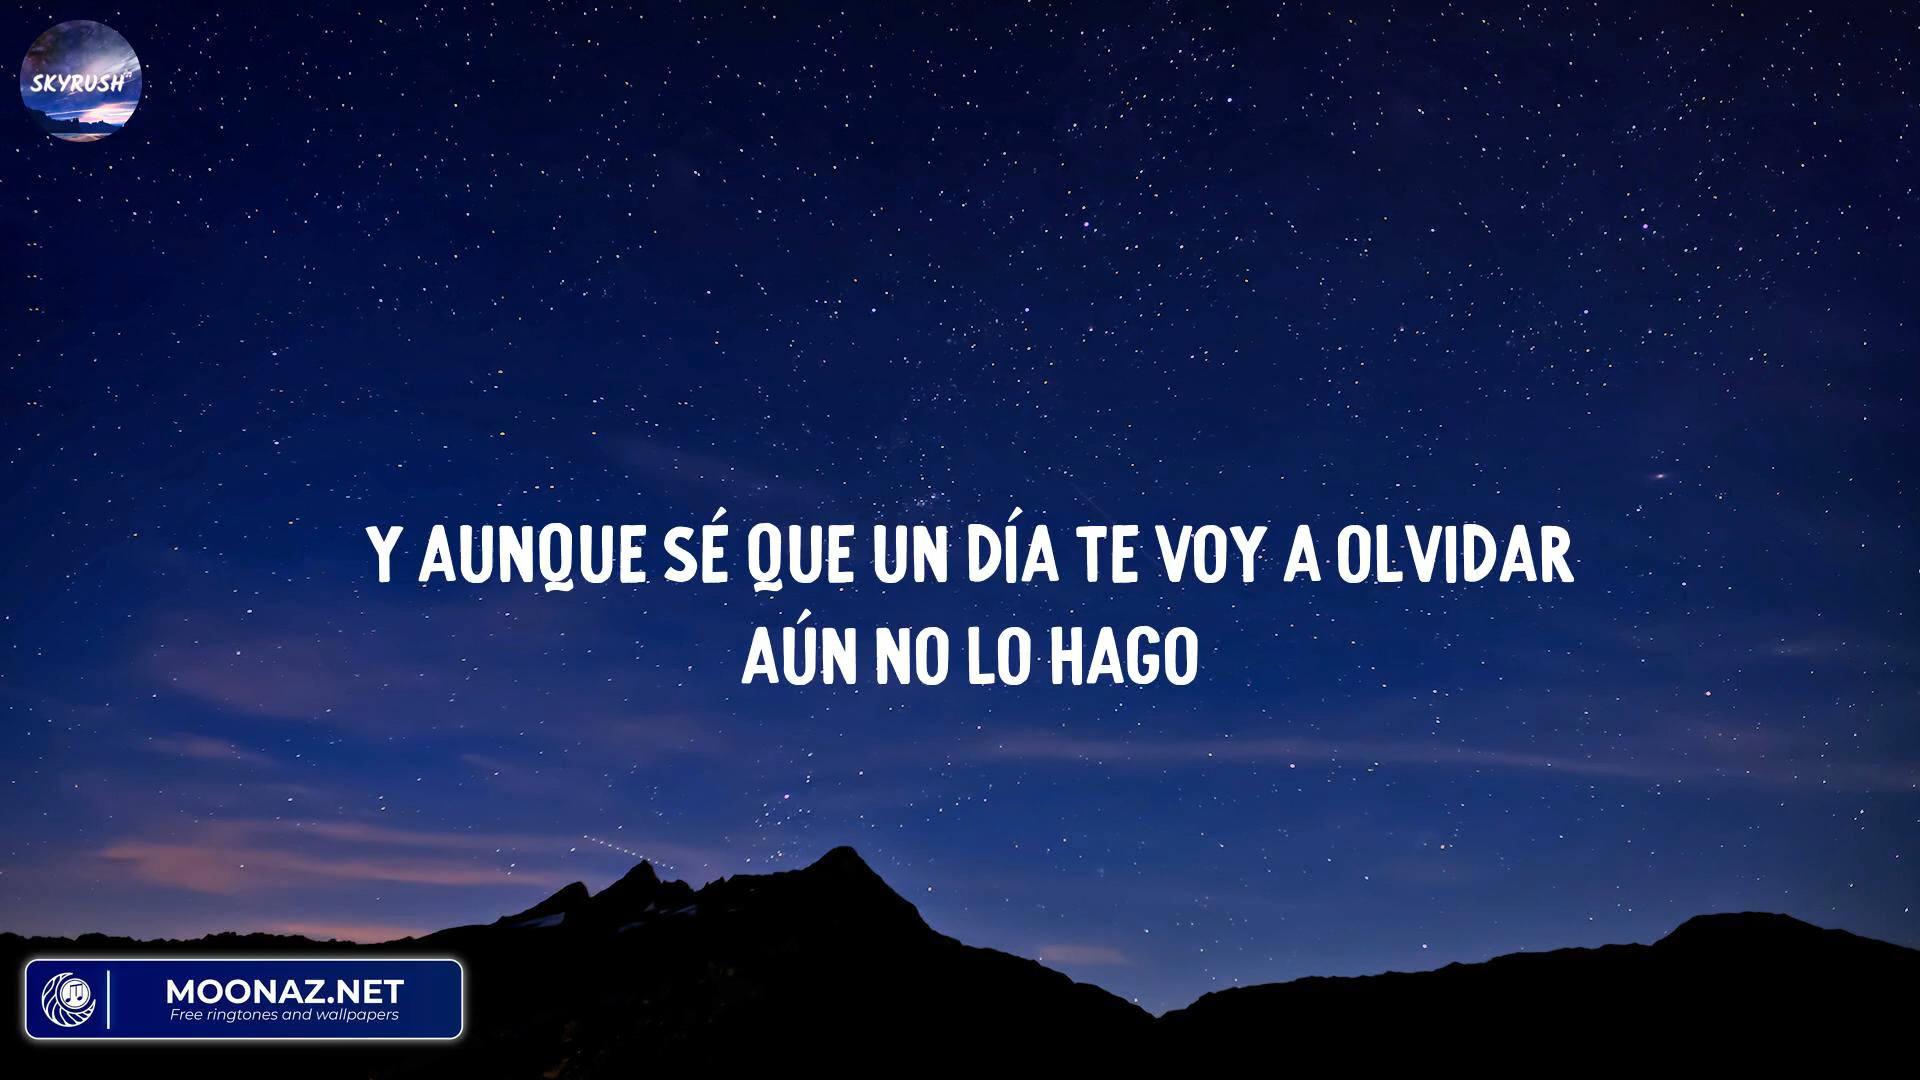 SKYRUSH
Y AUNQUE SÉ QUE UN DÍA TE VOY A OLVIDAR
AÚN NO LO HAGO
MOONAZ.NET
Free ringtones and wallpapers